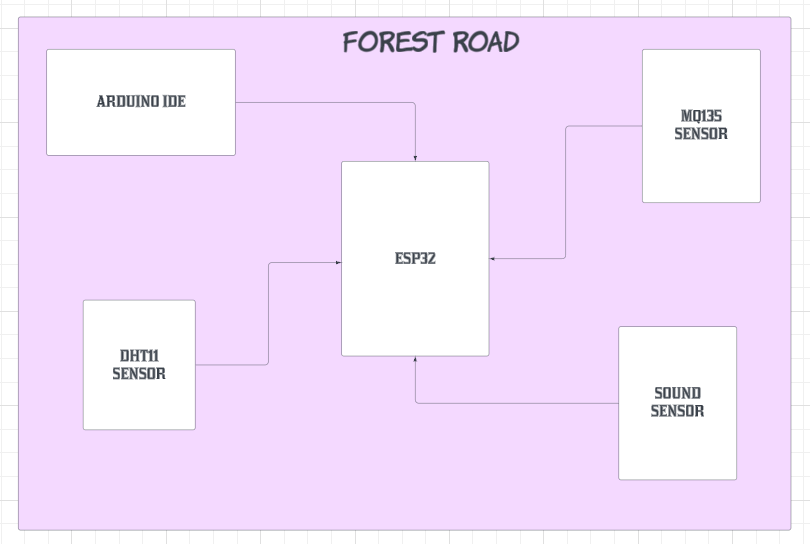 FOREST ROAD
ARDUINO IDE
MQ135
SENSOR
ESP32
DHT11
SENSOR
SOUND
SENSOR